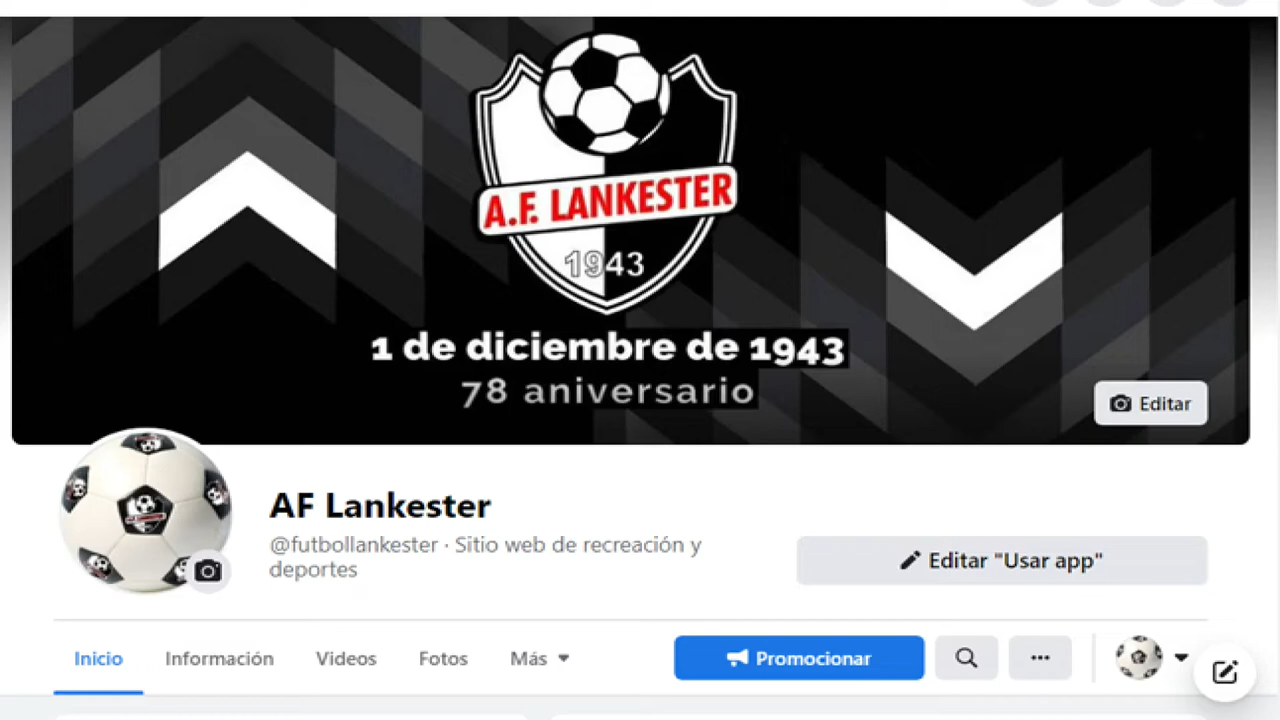 A.F. LANKESTER
1943
1 de diciembre de 1943
78 aniversario
Editar
AF Lankester
@futbollankester · Sitio web de recreación y
deportes
Editar "Usar app"
Inicio
Información
Videos
Fotos
Más
Promocionar